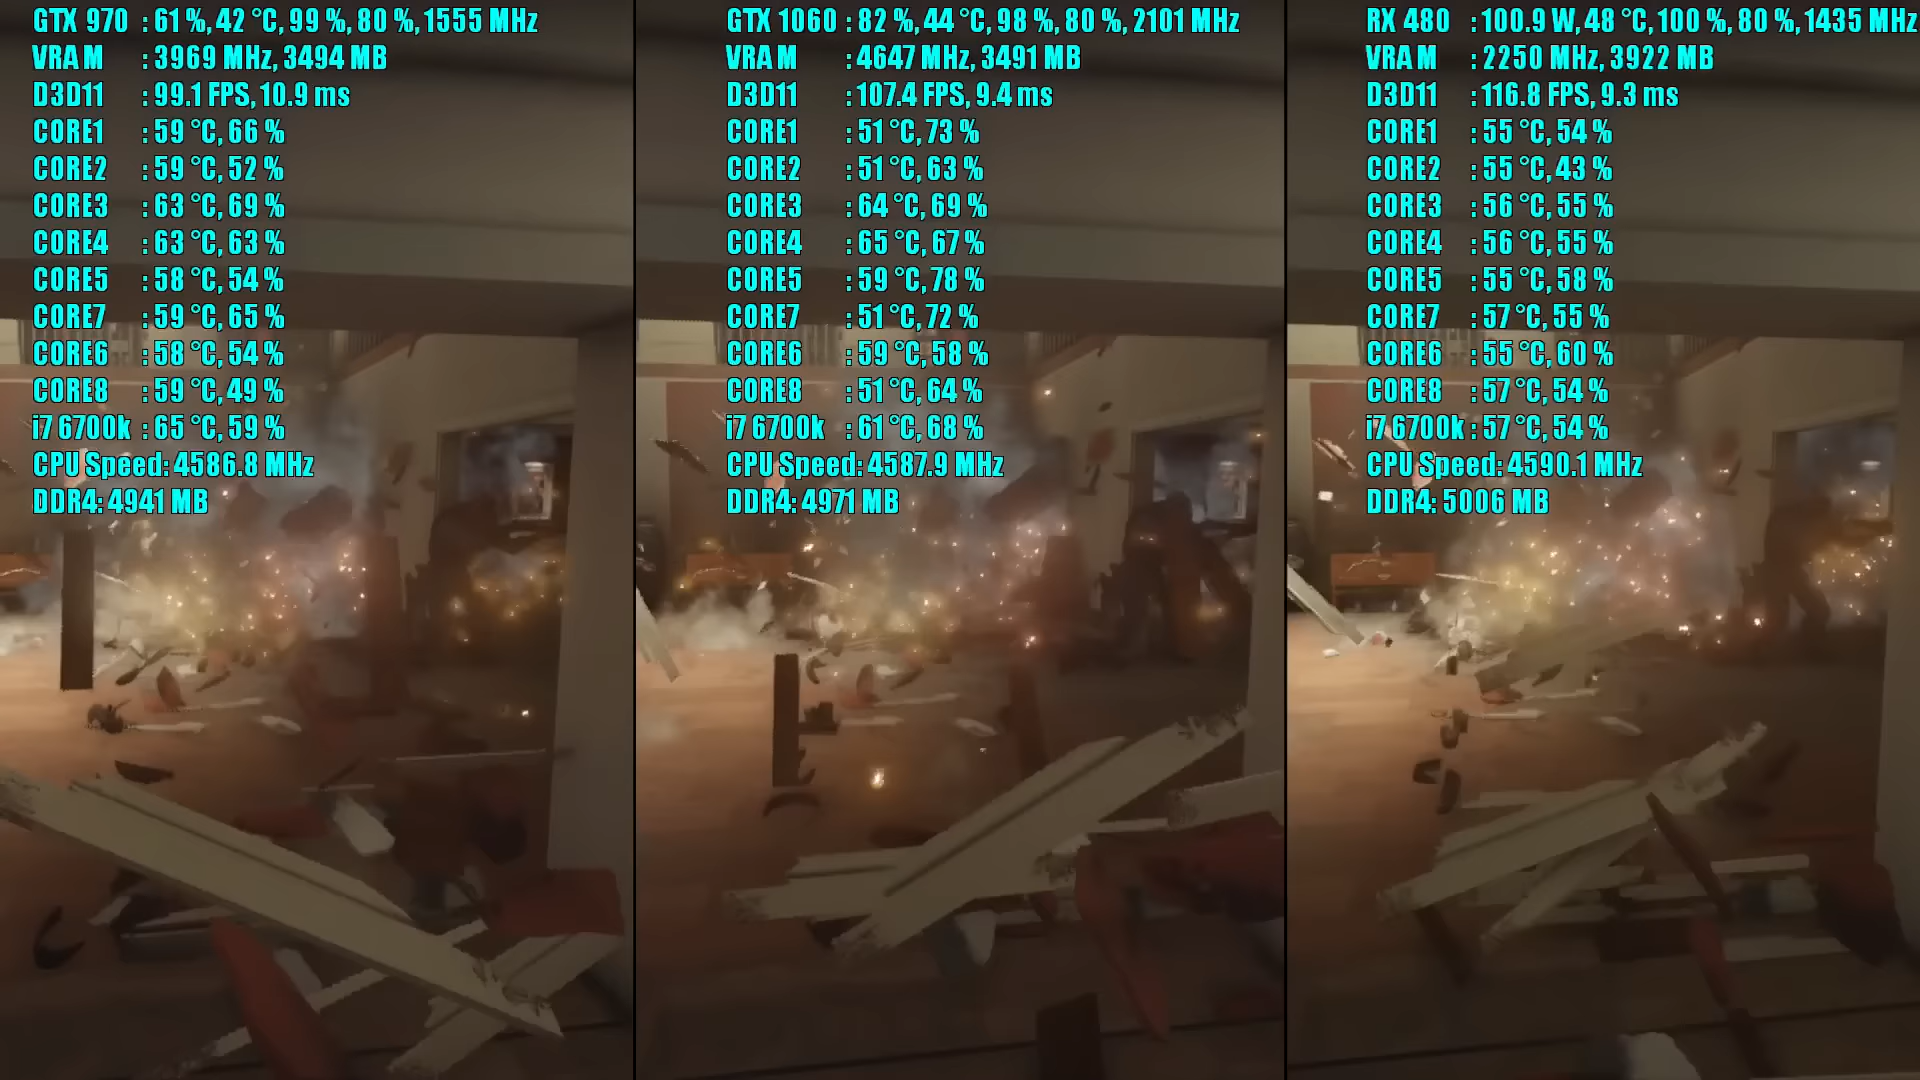 GTX 970 : 61 %, 42 °C, 99 %, 80 %, 1555 MHz
VRAM : 3969 MHz, 3494 MB
D3D11 : 99.1 FPS, 10.9 ms
CORE1 : 59 °C, 66 %
CORE2 : 59 °C, 52 %
CORE3 : 63 °C, 69 %
CORE4 : 63 °C, 63 %
CORE5 : 58 °C, 54 %
CORE7 : 59 °C, 65 %
CORE6 : 58 °C, 54 %
CORE8 : 59 °C, 49 %
i7 6700k : 65 °C, 59 %
CPU Speed: 4586.8 MHz
DDR4: 4941 MB
GTX 1060 : 82 %, 44 °C, 98 %, 80 %, 2101 MHz
VRAM : 4647 MHz, 3491 MB
D3D11 : 107.4 FPS, 9.4 ms
CORE1 : 51 °C, 73 %
CORE2 : 51 °C, 63 %
CORE3 : 64 °C, 69 %
CORE4 : 65 °C, 67 %
CORE5 : 59 °C, 78 %
CORE7 : 51 °C, 72 %
CORE6 : 59 °C, 58 %
CORE8 : 51 °C, 64 %
i7 6700k : 61 °C, 68 %
CPU Speed: 4587.9 MHz
DDR4: 4971 MB
RX 480 : 100.9 W, 48 °C, 100 %, 80 %, 1435 MHz
VRAM : 2250 MHz, 3922 MB
D3D11 : 116.8 FPS, 9.3 ms
CORE1 : 55 °C, 54 %
CORE2 : 55 °C, 43 %
CORE3 : 56 °C, 55 %
CORE4 : 56 °C, 55 %
CORE5 : 55 °C, 58 %
CORE7 : 57 °C, 55 %
CORE6 : 55 °C, 60 %
CORE8 : 57 °C, 54 %
i7 6700k : 57 °C, 54 %
CPU Speed: 4590.1 MHz
DDR4: 5006 MB